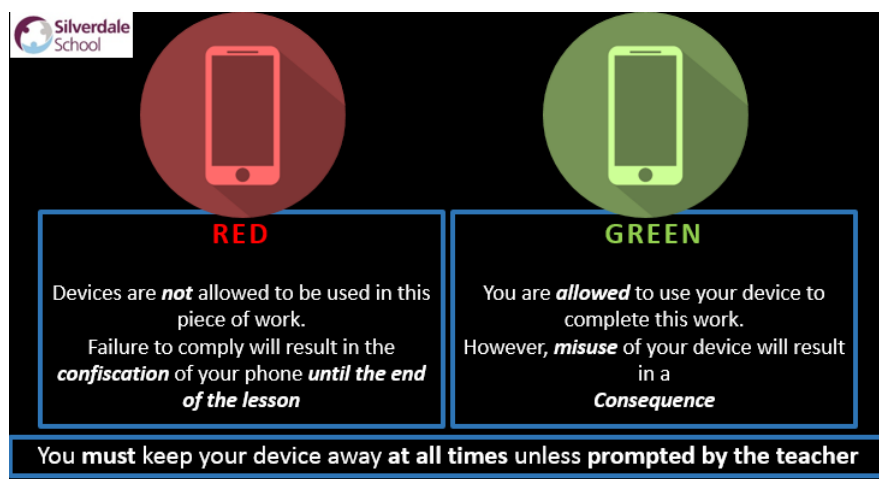 Silverdale
School
RED
Devices are not allowed to be used in this
piece of work.
Failure to comply will result in the
confiscation of your phone until the end
of the lesson
GREEN
You are allowed to use your device to
complete this work.
However, misuse of your device will result
in a
Consequence
You must keep your device away at all times unless prompted by the teacher